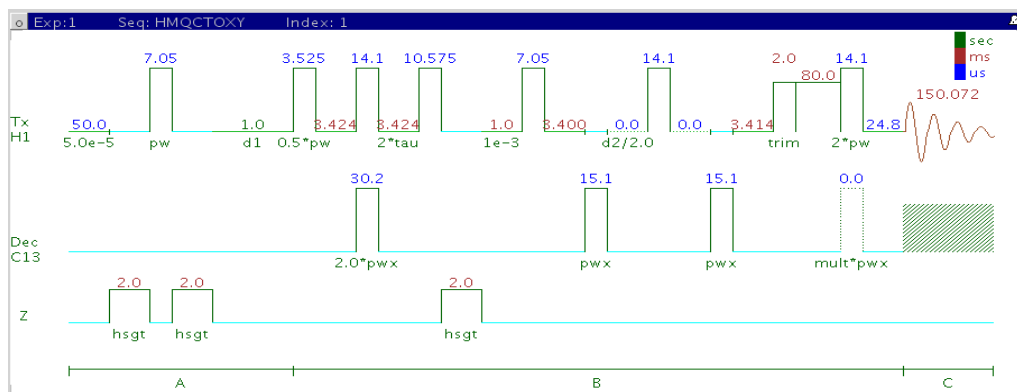 Exp:1 Seq: HMQCTOXY Index: 1
sec
ms
us
7.05 3.525 14.1 10.575 7.05 14.1 2.0 14.1
80.0
150.072
Tx
H1
50.0 1.0 3.424 3.424 1.0 3.400 0.0 0.0 3.414 24.8
5.0e-5 pw d1 0.5*pw 2*tau 1e-3 d2/2.0 trim 2*pw
30.2 15.1 15.1 0.0
Dec
C13
2.0*pwx pwx pwx mult*pwx
2.0 2.0 2.0
Z
hsgt hsgt hsgt
A B C